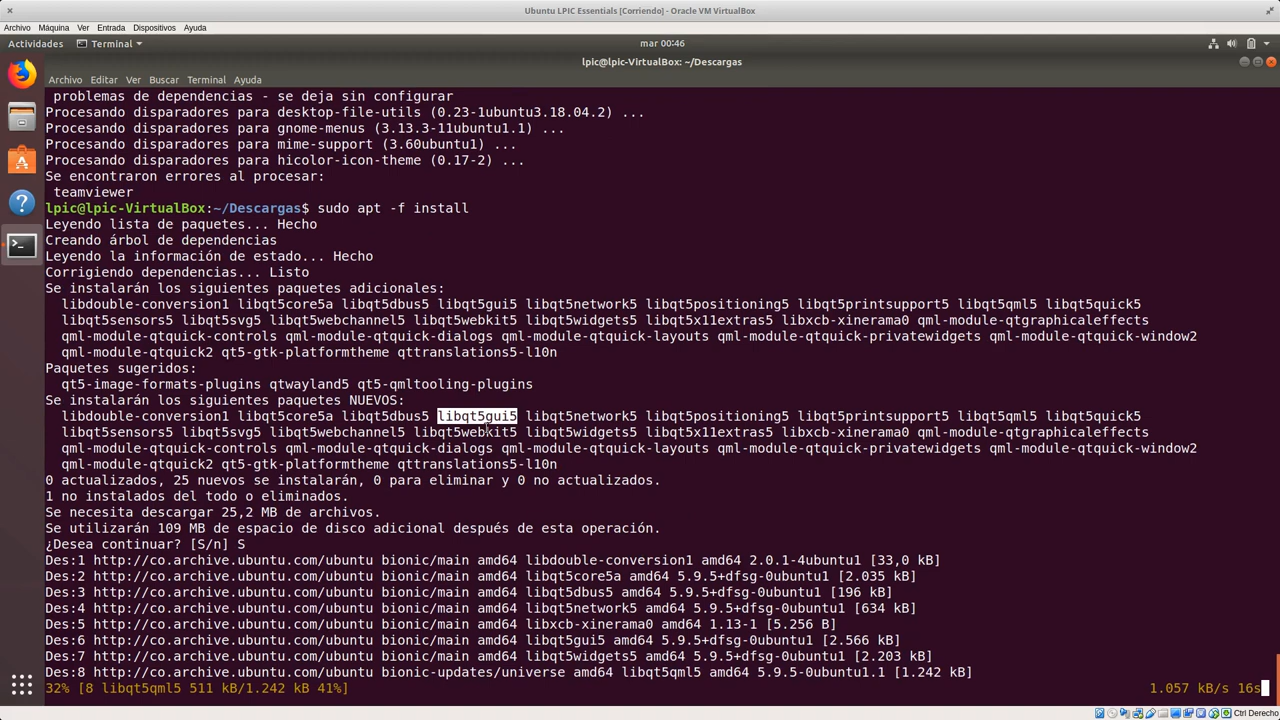 Ubuntu LPIC Essentials [Corriendo] - Oracle VM VirtualBox
Archivo Máquina Ver Entrada Dispositivos Ayuda
Actividades Terminal mar 00:46
lpic@lpic-VirtualBox: ~/Descargas
Archivo Editar Ver Buscar Terminal Ayuda
problemas de dependencias - se deja sin configurar
Procesando disparadores para desktop-file-utils (0.23-1ubuntu3.18.04.2) ...
Procesando disparadores para gnome-menus (3.13.3-11ubuntu1.1) ...
Procesando disparadores para mime-support (3.60ubuntu1) ...
Procesando disparadores para hicolor-icon-theme (0.17-2) ...
Se encontraron errores al procesar:
teamviewer
lpic@lpic-VirtualBox:~/Descargas$ sudo apt -f install
Leyendo lista de paquetes... Hecho
Creando árbol de dependencias
Leyendo la información de estado... Hecho
Corrigiendo dependencias... Listo
Se instalarán los siguientes paquetes adicionales:
libdouble-conversion1 libqt5core5a libqt5dbus5 libqt5gui5 libqt5network5 libqt5positioning5 libqt5printsupport5 libqt5qml5 libqt5quick5
libqt5sensors5 libqt5svg5 libqt5webchannel5 libqt5webkit5 libqt5widgets5 libqt5x11extras5 libxcb-xinerama0 qml-module-qtgraphicaleffects
qml-module-qtquick-controls qml-module-qtquick-dialogs qml-module-qtquick-layouts qml-module-qtquick-privatewidgets qml-module-qtquick-window2
qml-module-qtquick2 qt5-gtk-platformtheme qttranslations5-l10n
Paquetes sugeridos:
qt5-image-formats-plugins qtwayland5 qt5-qmltooling-plugins
Se instalarán los siguientes paquetes NUEVOS:
libdouble-conversion1 libqt5core5a libqt5dbus5 libqt5gui5 libqt5network5 libqt5positioning5 libqt5printsupport5 libqt5qml5 libqt5quick5
libqt5sensors5 libqt5svg5 libqt5webchannel5 libqt5webkit5 libqt5widgets5 libqt5x11extras5 libxcb-xinerama0 qml-module-qtgraphicaleffects
qml-module-qtquick-controls qml-module-qtquick-dialogs qml-module-qtquick-layouts qml-module-qtquick-privatewidgets qml-module-qtquick-window2
qml-module-qtquick2 qt5-gtk-platformtheme qttranslations5-l10n
0 actualizados, 25 nuevos se instalarán, 0 para eliminar y 0 no actualizados.
1 no instalados del todo o eliminados.
Se necesita descargar 25,2 MB de archivos.
Se utilizarán 109 MB de espacio de disco adicional después de esta operación.
¿Desea continuar? [S/n] S
Des:1 http://co.archive.ubuntu.com/ubuntu bionic/main amd64 libdouble-conversion1 amd64 2.0.1-4ubuntu1 [33,0 kB]
Des:2 http://co.archive.ubuntu.com/ubuntu bionic/main amd64 libqt5core5a amd64 5.9.5+dfsg-0ubuntu1 [2.035 kB]
Des:3 http://co.archive.ubuntu.com/ubuntu bionic/main amd64 libqt5dbus5 amd64 5.9.5+dfsg-0ubuntu1 [196 kB]
Des:4 http://co.archive.ubuntu.com/ubuntu bionic/main amd64 libqt5network5 amd64 5.9.5+dfsg-0ubuntu1 [634 kB]
Des:5 http://co.archive.ubuntu.com/ubuntu bionic/main amd64 libxcb-xinerama0 amd64 1.13-1 [5.256 B]
Des:6 http://co.archive.ubuntu.com/ubuntu bionic/main amd64 libqt5gui5 amd64 5.9.5+dfsg-0ubuntu1 [2.566 kB]
Des:7 http://co.archive.ubuntu.com/ubuntu bionic/main amd64 libqt5widgets5 amd64 5.9.5+dfsg-0ubuntu1 [2.203 kB]
Des:8 http://co.archive.ubuntu.com/ubuntu bionic-updates/universe amd64 libqt5qml5 amd64 5.9.5-0ubuntu1.1 [1.242 kB]
32% [8 libqt5qml5 511 kB/1.242 kB 41%] 1.057 kB/s 16s
Ctrl Derecho